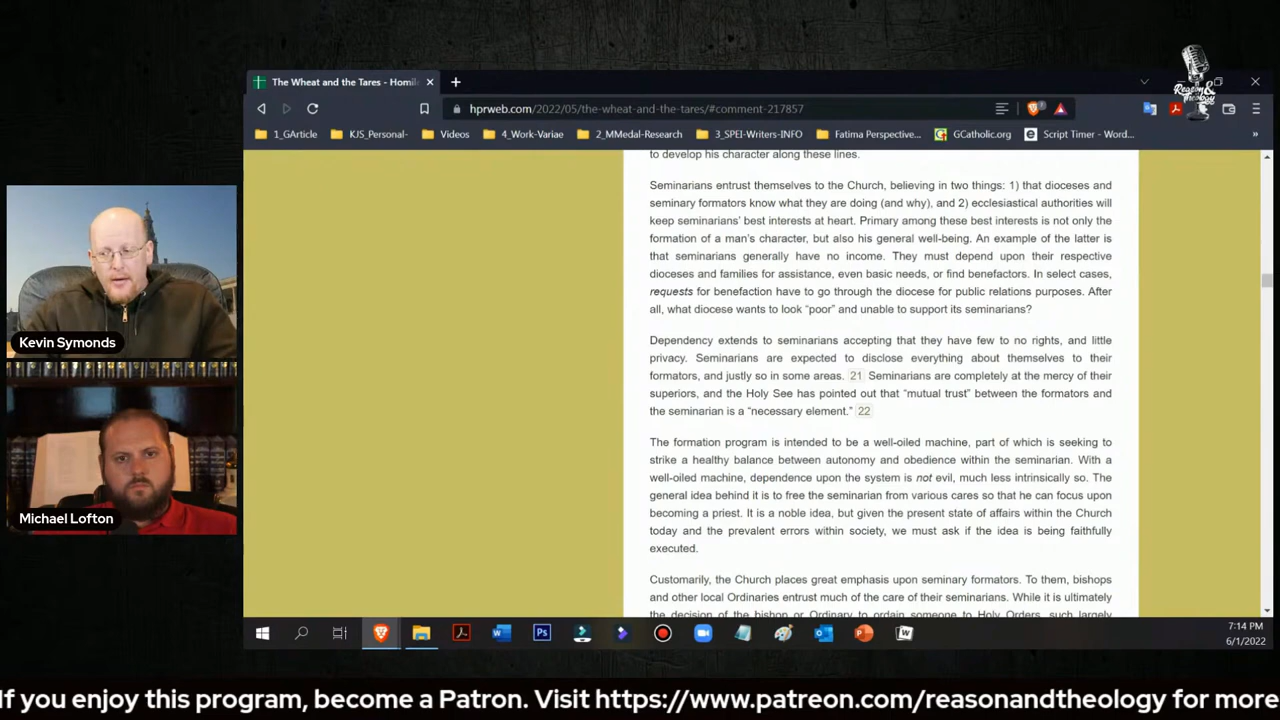 Reason & Theology
The Wheat and the Tares - Homil
hprweb.com/2022/05/the-wheat-and-the-tares/#comment-217857
1_GArticle
KJS_Personal-
Videos
4_Work-Variae
2_MMedal-Research
3_SPEI-Writers-INFO
Fatima Perspective...
GCatholic.org
Script Timer - Word...
»
to develop his character along these lines.
Seminarians entrust themselves to the Church, believing in two things: 1) that dioceses and
seminary formators know what they are doing (and why), and 2) ecclesiastical authorities will
keep seminarians' best interests at heart. Primary among these best interests is not only the
formation of a man's character, but also his general well-being. An example of the latter is
that seminarians generally have no income. They must depend upon their respective
dioceses and families for assistance, even basic needs, or find benefactors. In select cases,
requests for benefaction have to go through the diocese for public relations purposes. After
all, what diocese wants to look “poor” and unable to support its seminarians?
Dependency extends to seminarians accepting that they have few to no rights, and little
privacy. Seminarians are expected to disclose everything about themselves to their
formators, and justly so in some areas. 21 Seminarians are completely at the mercy of their
superiors, and the Holy See has pointed out that “mutual trust” between the formators and
the seminarian is a “necessary element.” 22
The formation program is intended to be a well-oiled machine, part of which is seeking to
strike a healthy balance between autonomy and obedience within the seminary. With a
well-oiled machine, dependence upon the system is not evil, much less intrinsically so. The
general idea behind it is to free the seminarian from various cares so that he can focus upon
becoming a priest. It is a noble idea, but given the present state of affairs within the Church
today and the prevalent errors within society, we must ask if the idea is being faithfully
executed.
Customarily, the Church places great emphasis upon seminary formators. To them, bishops
and other local Ordinaries entrust much of the care of their seminarians. While it is ultimately
the decision of the bishop or Ordinary to ordain someone to Holy Orders, such largely
Kevin Symonds
Michael Lofton
7:14 PM
6/1/2022
If you enjoy this program, become a Patron. Visit https://www.patreon.com/reasonandtheology for more